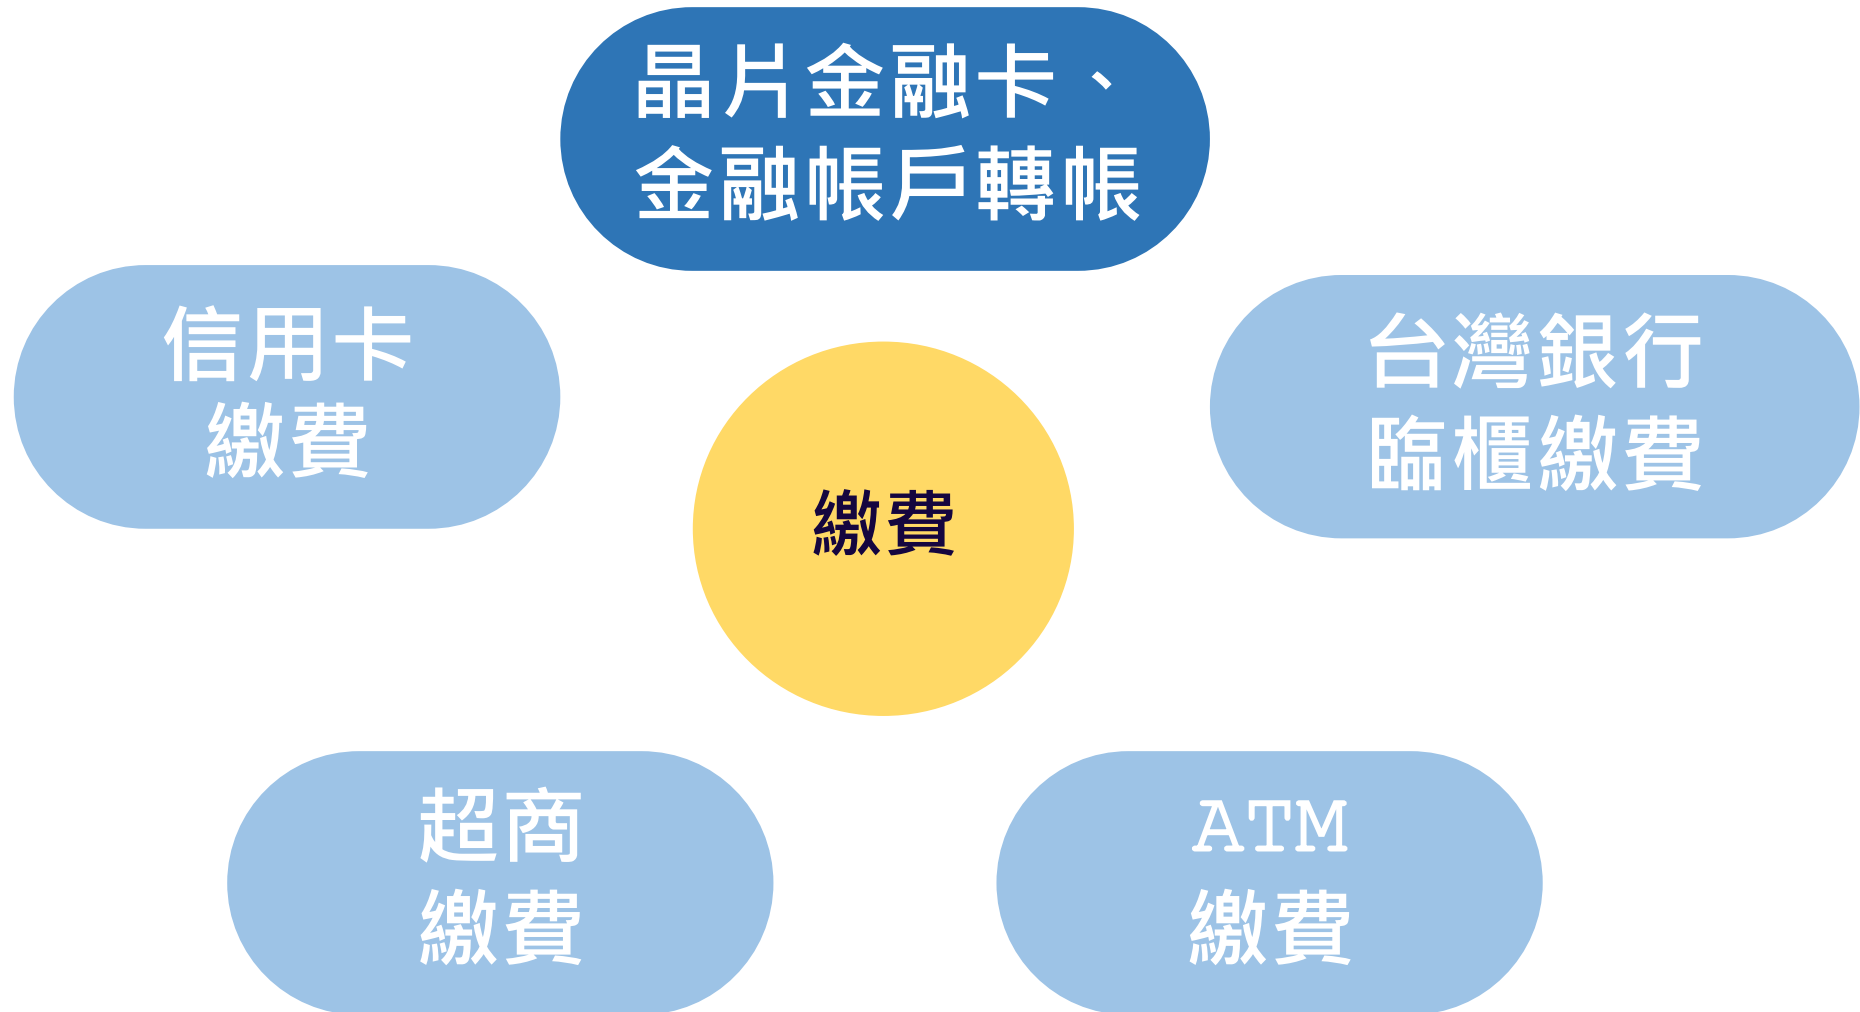 晶片金融卡、
金融帳戶轉帳
信用卡
繳費
台灣銀行
臨櫃繳費
繳費
超商
繳費
ATM
繳費